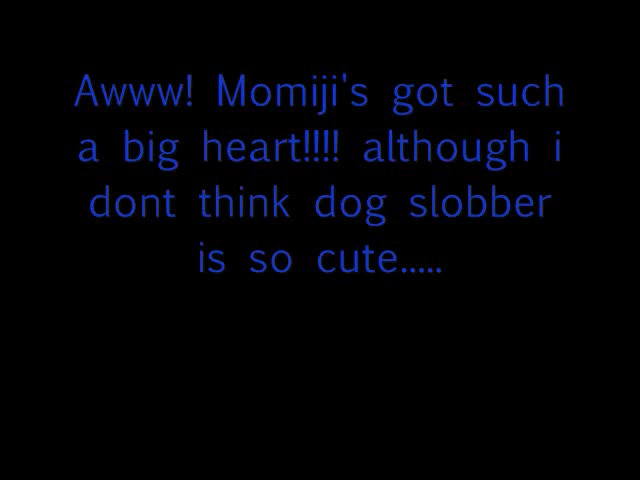 Awww! Momiji's got such
a big heart!!!! although i
dont think dog slobber
is so cute.....